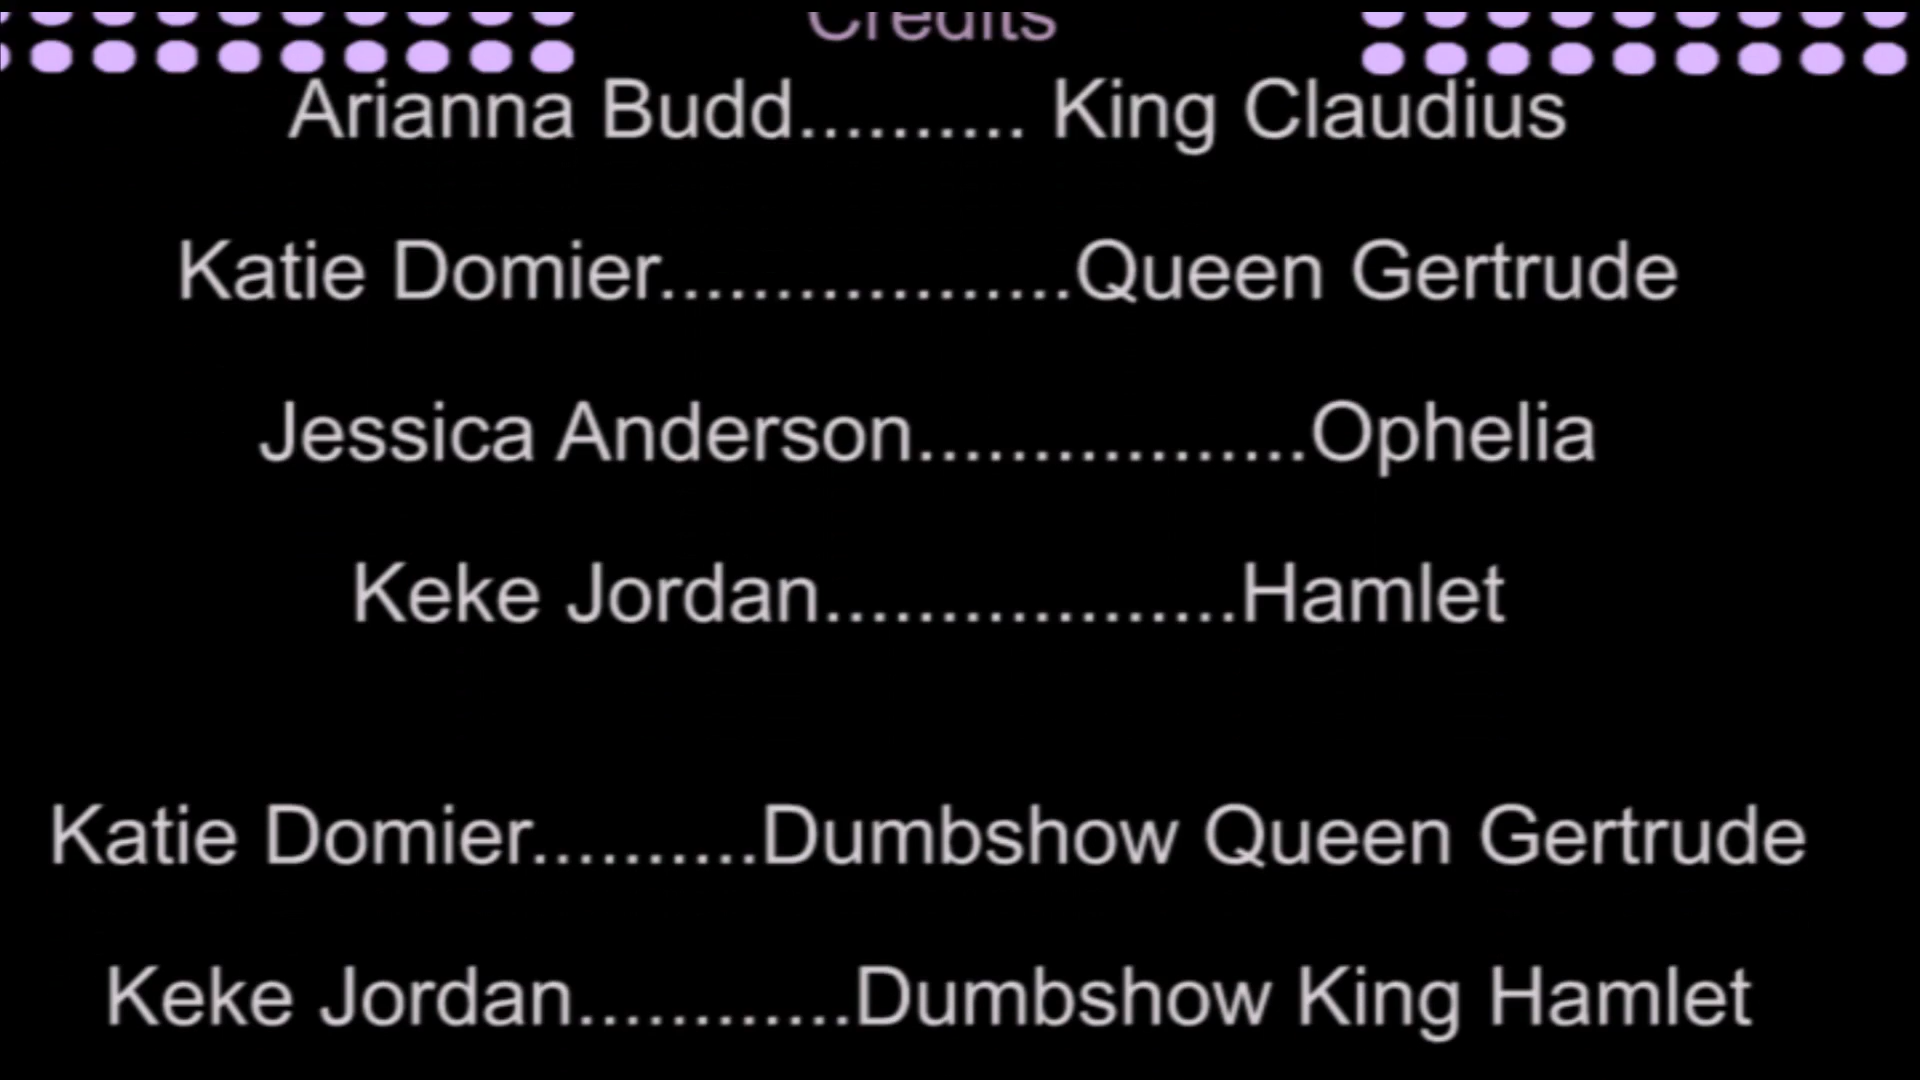 Credits
Arianna Budd.......... King Claudius
Katie Domier..................Queen Gertrude
Jessica Anderson.................Ophelia
Keke Jordan..................Hamlet
Katie Domier..........Dumbshow Queen Gertrude
Keke Jordan............Dumbshow King Hamlet